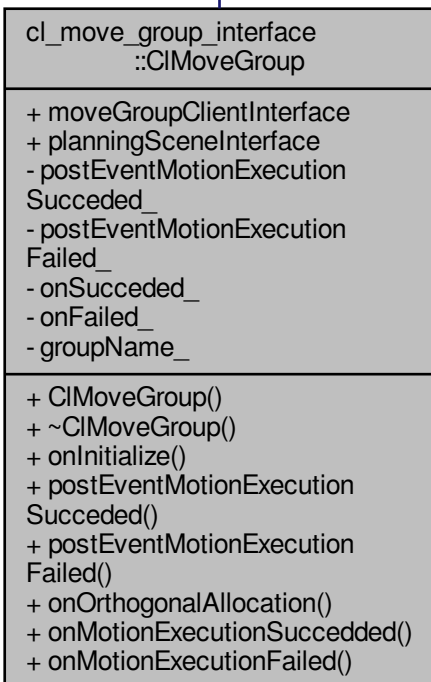 cl_move_group_interface
::ClMoveGroup
+ moveGroupClientInterface
+ planningSceneInterface
- postEventMotionExecution
Succeded_
- postEventMotionExecution
Failed_
- onSucceded_
- onFailed_
- groupName_
+ ClMoveGroup()
+ ~ClMoveGroup()
+ onInitialize()
+ postEventMotionExecution
Succeded()
+ postEventMotionExecution
Failed()
+ onOrthogonalAllocation()
+ onMotionExecutionSuccedded()
+ onMotionExecutionFailed()